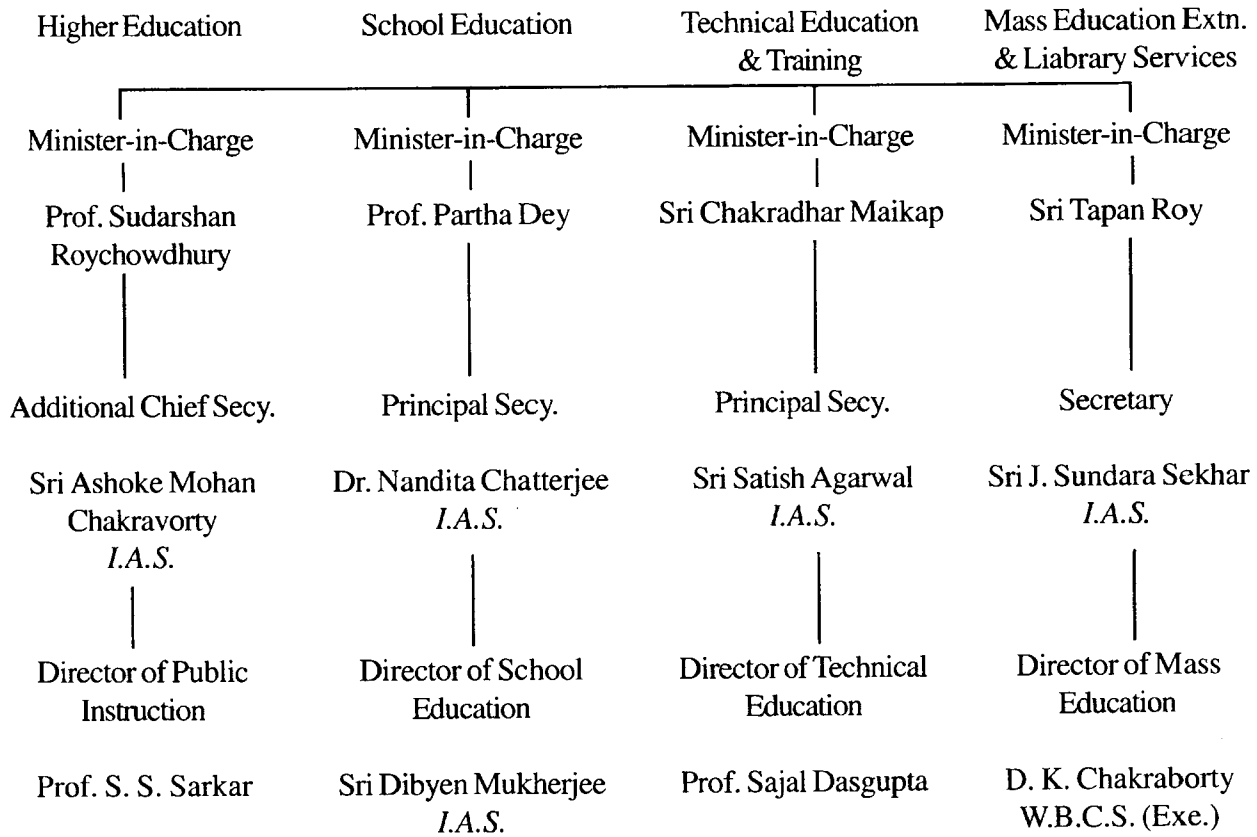 Higher Education
School Education
Technical Education
& Training
Mass Education Extn.
& Liabrary Services
Minister-in-Charge
Minister-in-Charge
Minister-in-Charge
Minister-in-Charge
Prof. Sudarshan
Roychowdhury
Prof. Partha Dey
Sri Chakradhar Maikap
Sri Tapan Roy
Additional Chief Secy.
Principal Secy.
Principal Secy.
Secretary
Sri Ashoke Mohan
Chakravorty
I.A.S.
Dr. Nandita Chatterjee
I.A.S.
Sri Satish Agarwal
I.A.S.
Sri J. Sundara Sekhar
I.A.S.
Director of Public
Instruction
Director of School
Education
Director of Technical
Education
Director of Mass
Education
Prof. S. S. Sarkar
Sri Dibyen Mukherjee
I.A.S.
Prof. Sajal Dasgupta
D. K. Chakraborty
W.B.C.S. (Exe.)